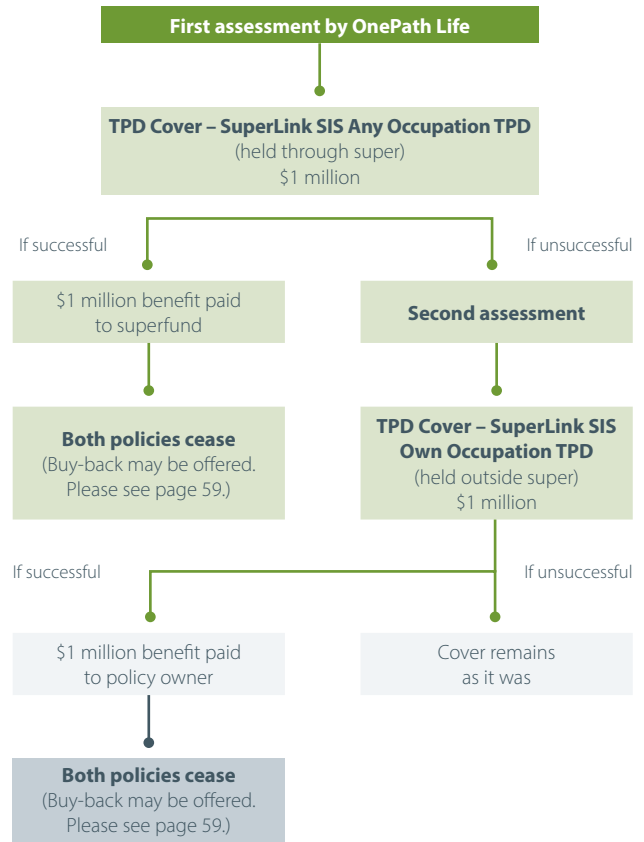 First assessment by OnePath Life
TPD Cover – SuperLink SIS Any Occupation TPD
(held through super)
$1 million
If successful
If unsuccessful
$1 million benefit paid
to superfund
Second assessment
Both policies cease
(Buy-back may be offered.
Please see page 59.)
TPD Cover – SuperLink SIS
Own Occupation TPD
(held outside super)
$1 million
If successful
If unsuccessful
$1 million benefit paid
to policy owner
Cover remains
as it was
Both policies cease
(Buy-back may be offered.
Please see page 59.)